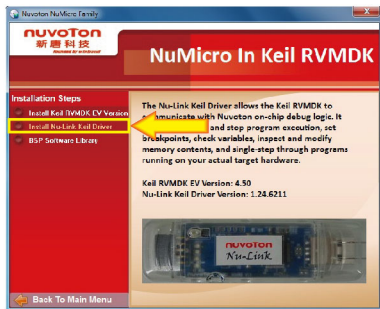 Nuvoton NuMicro Family
nuvoTon
新唐科技
NuMicro In Keil RVMDK
Installation Steps
Install Keil RVMDK EV Version
Install Nu-Link Keil Driver
BSP Software Library
The Nu-Link Keil Driver allows the Keil RVMDK to
communicate with Nuvoton on-chip debug logic. It
and stop program execution, set
breakpoints, check variables, inspect and modify
memory contents, and single-step through programs
running on your actual target hardware.
Keil RVMDK EV Version: 4.50
Nu-Link Keil Driver Version: 1.24.6211
nuvoTon
Nu-Link
Back To Main Menu